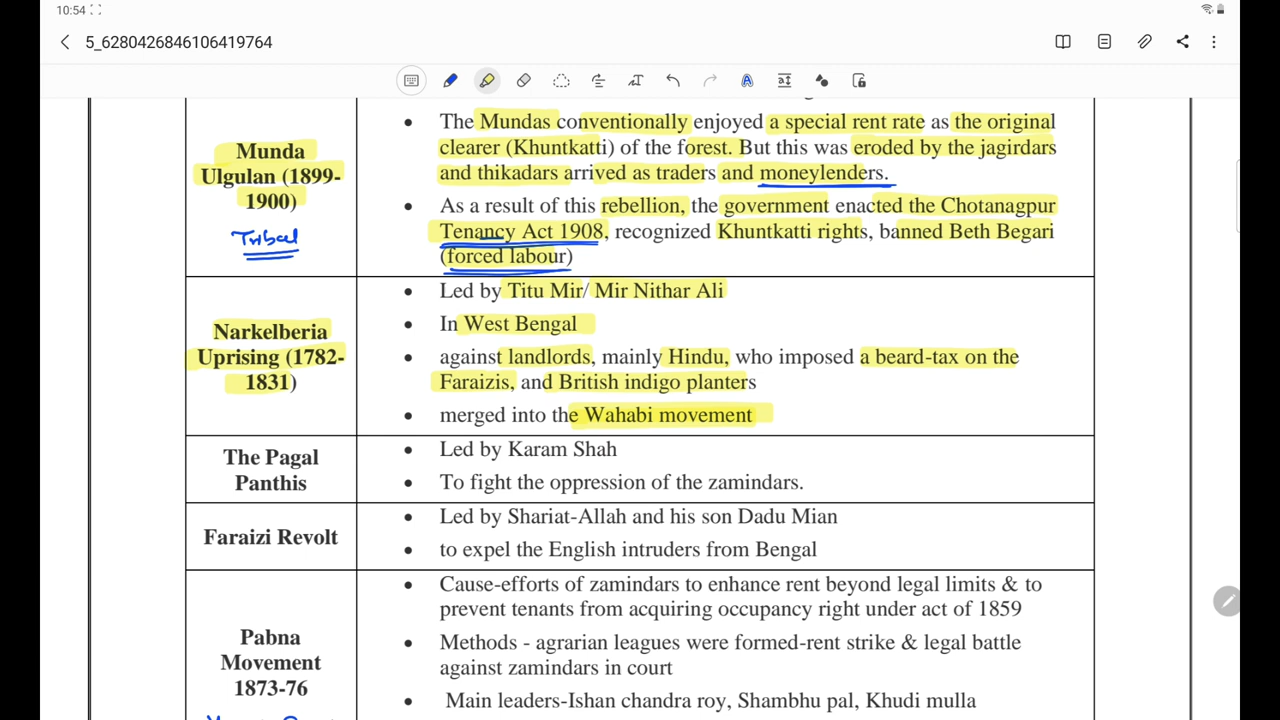 10:54
5_6280426846106419764
Munda
Ulgulan (1899-
1900)
Tribal
• The Mundas conventionally enjoyed a special rent rate as the original
clearer (Khuntkatti) of the forest. But this was eroded by the jagirdars
and thikadars arrived as traders and moneylenders.
• As a result of this rebellion, the government enacted the Chotanagpur
Tenancy Act 1908, recognized Khuntkatti rights, banned Beth Begari
(forced labour)
Narkelberia
Uprising (1782-
1831)
• Led by Titu Mir/ Mir Nithar Ali
• In West Bengal
• against landlords, mainly Hindu, who imposed a beard-tax on the
Faraizis, and British indigo planters
• merged into the Wahabi movement
The Pagal
Panthis
• Led by Karam Shah
• To fight the oppression of the zamindars.
Faraizi Revolt
• Led by Shariat-Allah and his son Dadu Mian
• to expel the English intruders from Bengal
Pabna
Movement
1873-76
• Cause-efforts of zamindars to enhance rent beyond legal limits & to
prevent tenants from acquiring occupancy right under act of 1859
• Methods - agrarian leagues were formed-rent strike & legal battle
against zamindars in court
• Main leaders-Ishan chandra roy, Shambhu pal, Khudi mulla